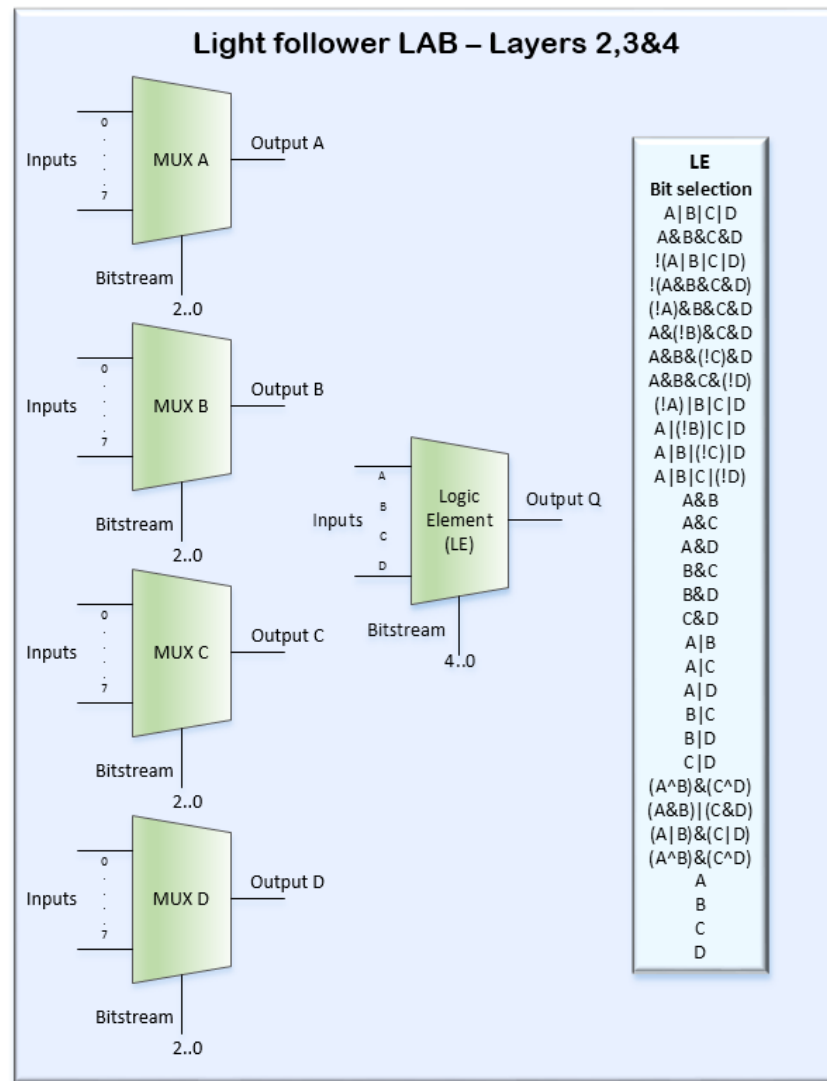 Light follower LAB – Layers 2,3&4
0
.
.
.
.
7
Inputs
MUX A
Output A
Bitstream
2..0
0
.
.
.
.
7
Inputs
MUX B
Output B
Bitstream
2..0
0
.
.
.
.
7
Inputs
MUX C
Output C
Bitstream
2..0
0
.
.
.
.
7
Inputs
MUX D
Output D
Bitstream
2..0
A
B
C
D
Inputs
Logic
Element
(LE)
Output Q
Bitstream
4..0
LE
Bit selection
A|B|C|D
A&B&C&D
!(A|B|C|D)
!(A&B&C&D)
(!A)&B&C&D
A&(!B)&C&D
A&B&(!C)&D
A&B&C&(!D)
(!A)|B|C|D
A|(!B)|C|D
A|B|(!C)|D
A|B|C|(!D)
A&B
A&C
A&D
B&C
B&D
C&D
A|B
A|C
A|D
B|C
B|D
C|D
(A^B)&(C^D)
(A&B)|(C&D)
(A|B)&(C|D)
(A^B)&(C^D)
A
B
C
D